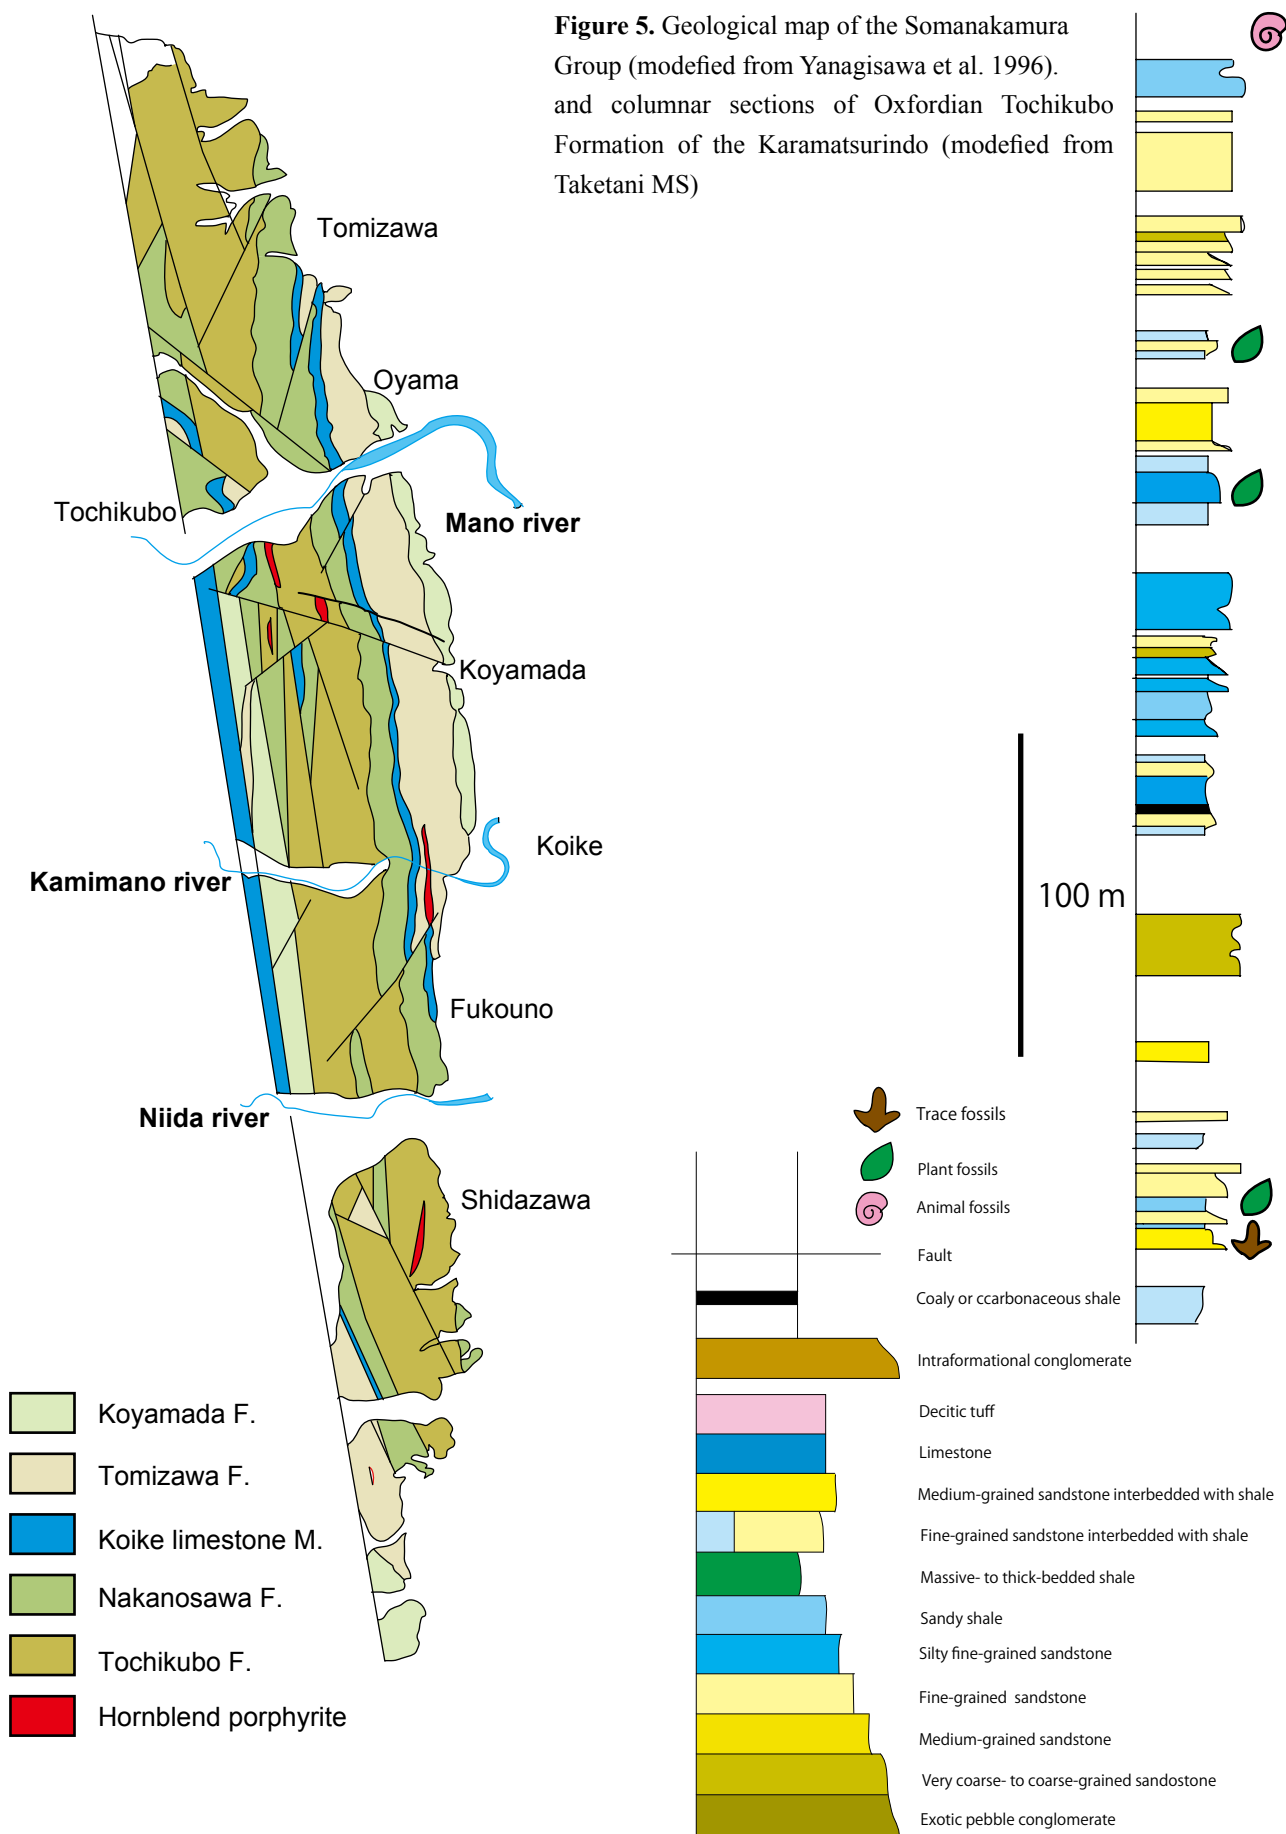 Figure 5. Geological map of the Somanakamura
Group (modefied from Yanagisawa et al. 1996).
and columnar sections of Oxfordian Tochikubo
Formation of the Karamatsurindo (modefied from
Taketani MS)
Tomizawa
Oyama
Tochikubo
Mano river
Koyamada
Koike
Kamimano river
Fukouno
Niida river
Shidazawa
Koyamada F.
Tomizawa F.
Koike limestone M.
Nakanosawa F.
Tochikubo F.
Hornblend porphyrite
100 m
Trace fossils
Plant fossils
Animal fossils
Fault
Coaly or ccarbonaceous shale
Intraformational conglomerate
Decitic tuff
Limestone
Medium-grained sandstone interbedded with shale
Fine-grained sandstone interbedded with shale
Massive- to thick-bedded shale
Sandy shale
Silty fine-grained sandstone
Fine-grained sandstone
Medium-grained sandstone
Very coarse- to coarse-grained sandostone
Exotic pebble conglomerate